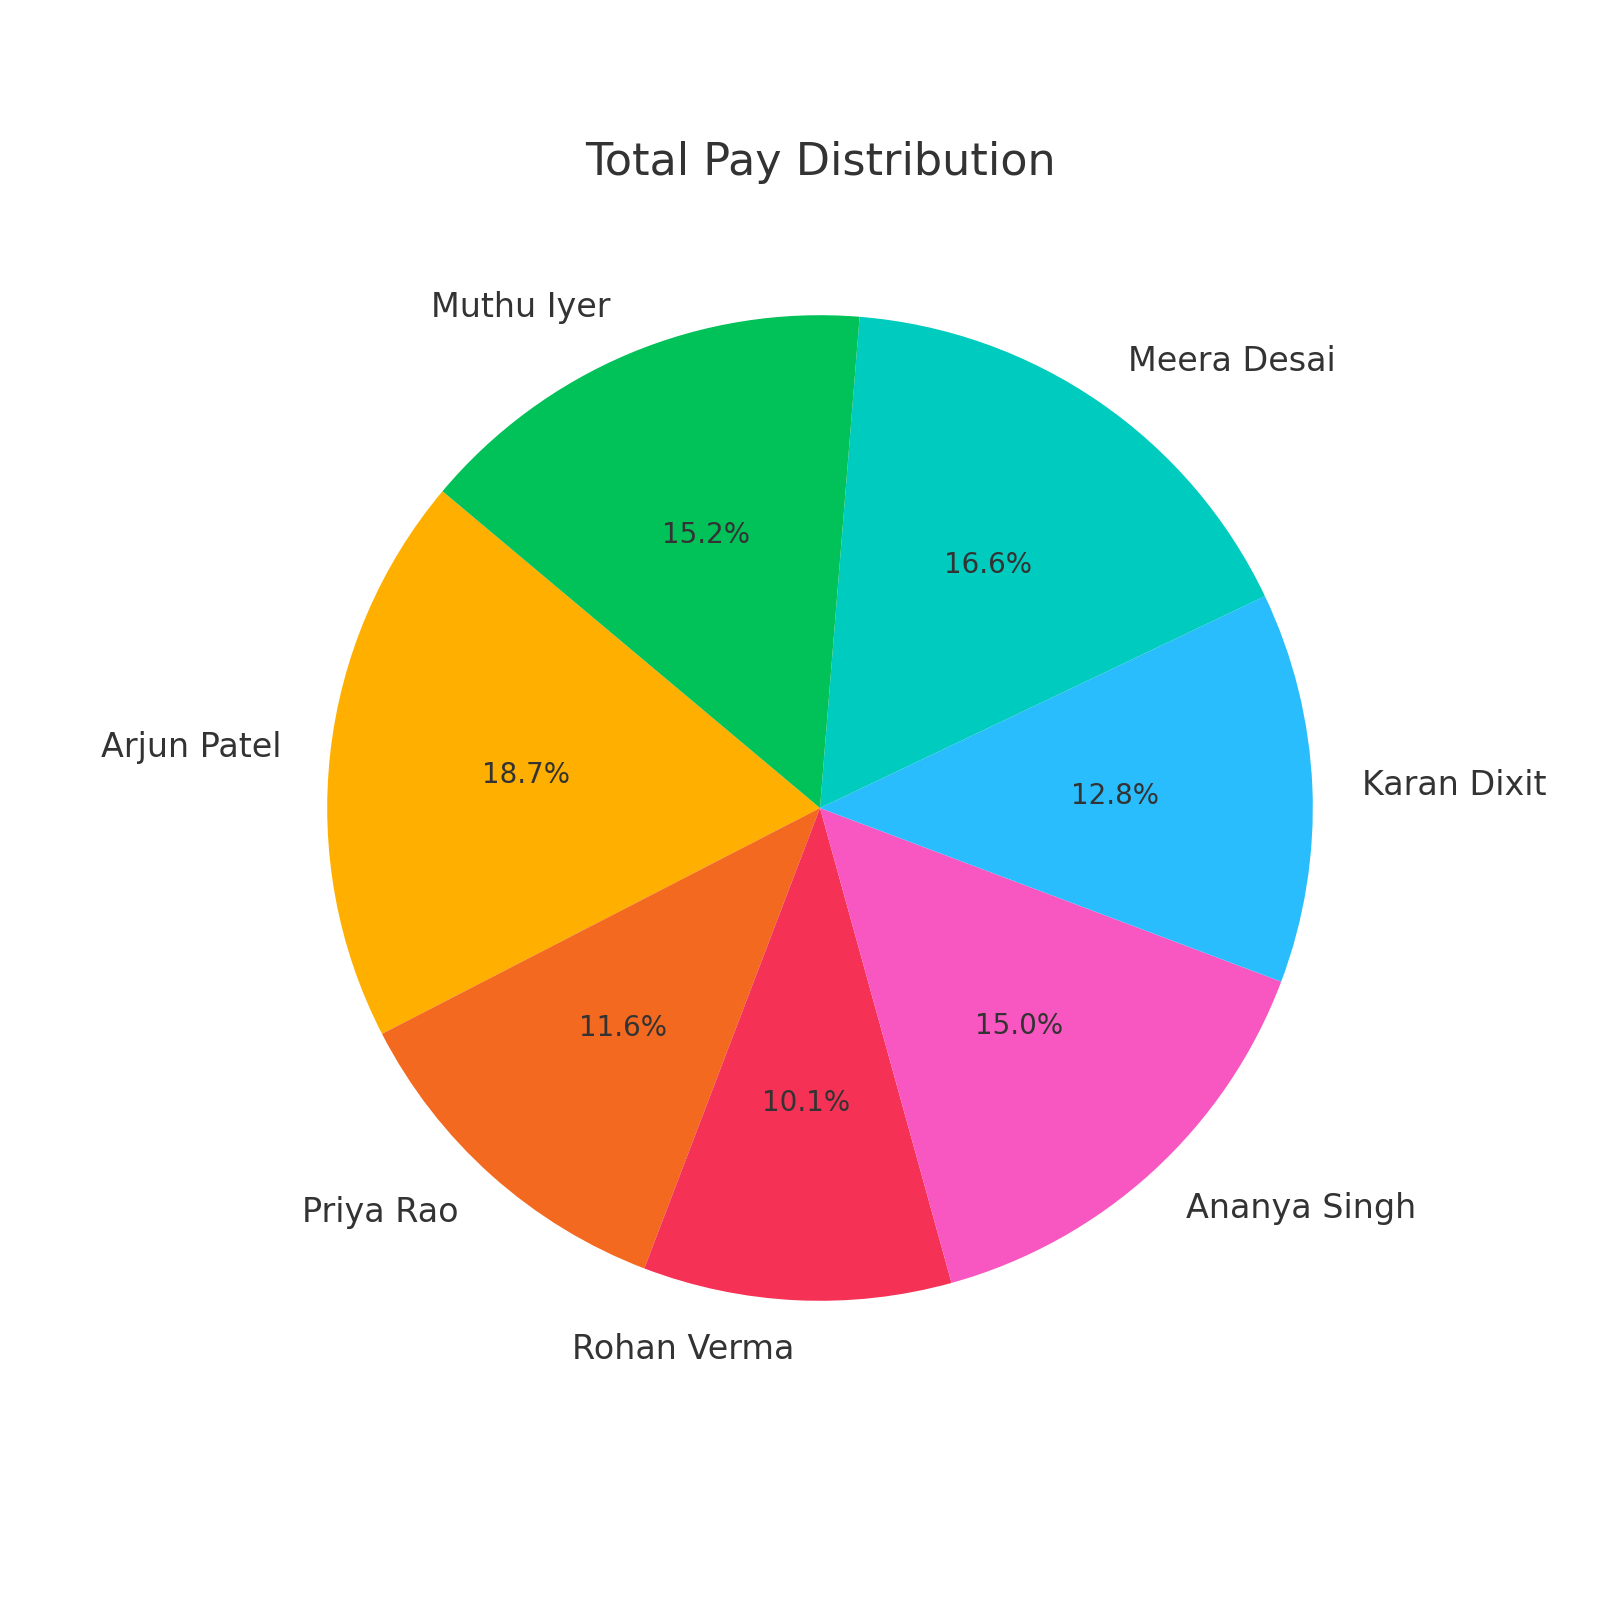 Total Pay Distribution
Muthu Iyer
Meera Desai
15.2%
16.6%
Arjun Patel
18.7%
12.8%
Karan Dixit
11.6%
15.0%
10.1%
Priya Rao
Ananya Singh
Rohan Verma